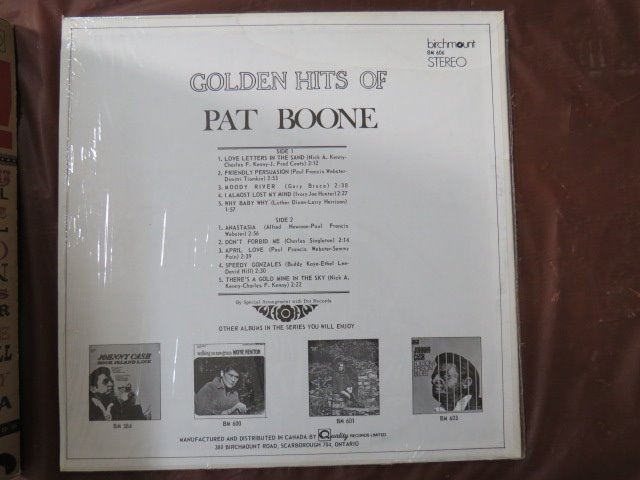 birchmount
BM 606
STEREO
GOLDEN HITS OF
PAT BOONE
SIDE 1
1. LOVE LETTERS IN THE SAND (Nick A. Kenny-
Charles F. Kenny-J. Fred Coots) 3:12
2. FRIENDLY PERSUASION (Paul Francis Webster-
Dimitri Tiomkin) 2:53
3. MOODY RIVER (Gary Bruce) 2:38
4. I ALMOST LOST MY MIND (Ivory Joe Hunter) 2:27
5. WHY BABY WHY (Luther Dixon-Larry Harrison)
1:57
SIDE 2
1. ANASTASIA (Alfred Newman-Paul Francis
Webster) 2:56
2. DON'T FORBID ME (Charles Singleton) 2:14
3. APRIL LOVE (Paul Francis Webster-Sammy
Fain) 2:39
4. SPEEDY GONZALES (Buddy Kaye-Ethel Lee-
David Hill) 2:30
5. THERE'S A GOLD MINE IN THE SKY (Nick A.
Kenny-Charles F. Kenny) 2:22
By Special Arrangement with Dot Records
OTHER ALBUMS IN THE SERIES YOU WILL ENJOY
JOHNNY CASH
ROCK ISLAND LINE
WAYNE NEWTON
CASH
BM 600
BM 601
BM 603
MANUFACTURED AND DISTRIBUTED IN CANADA BY Quality RECORDS LIMITED
380 BIRCHMOUNT ROAD, SCARBOROUGH 704, ONTARIO